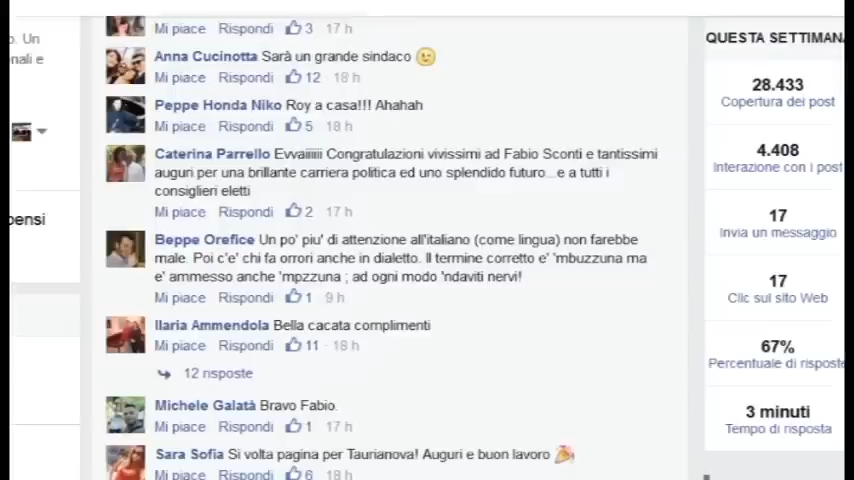 o. Un
nali e
pensi
Mi piace Rispondi 3 17 h
Anna Cucinotta Sarà un grande sindaco
Mi piace Rispondi 12 · 18 h
Peppe Honda Niko Roy a casa!!! Ahahah
Mi piace Rispondi 5 · 18 h
Caterina Parrello Evvaiiiiii Congratulazioni vivissimi ad Fabio Sconti e tantissimi
auguri per una brillante carriera politica ed uno splendido futuro...e a tutti i
consiglieri eletti
Mi piace Rispondi 2 · 17 h
Beppe Orefice Un po' piu' di attenzione all'italiano (come lingua) non farebbe
male. Poi c'e' chi fa orrori anche in dialetto. Il termine corretto e' 'mbuzzuna ma
e' ammesso anche 'mpzzuna ; ad ogni modo 'ndaviti nervi!
Mi piace Rispondi 1 · 9 h
Ilaria Ammendola Bella cacata complimenti
Mi piace Rispondi 11 · 18 h
12 risposte
Michele Galatà Bravo Fabio.
Mi piace Rispondi 1 · 17 h
Sara Sofia Si volta pagina per Taurianova! Auguri e buon lavoro
Mi piace Rispondi 6 · 18 h
QUESTA SETTIMANA
28.433
Copertura dei post
4.408
Interazione con i post
17
Invia un messaggio
17
Clic sul sito Web
67%
Percentuale di risposte
3 minuti
Tempo di risposta